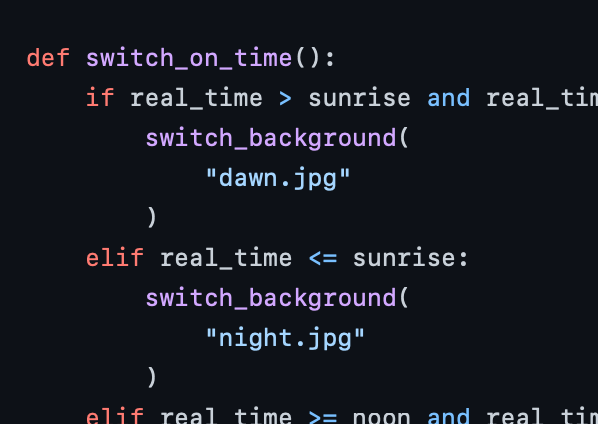 def switch_on_time():
    if real_time > sunrise and real_tim
        switch_background(
            "dawn.jpg"
        )
    elif real_time <= sunrise:
        switch_background(
            "night.jpg"
        )
    elif real_time >= noon and real_tim